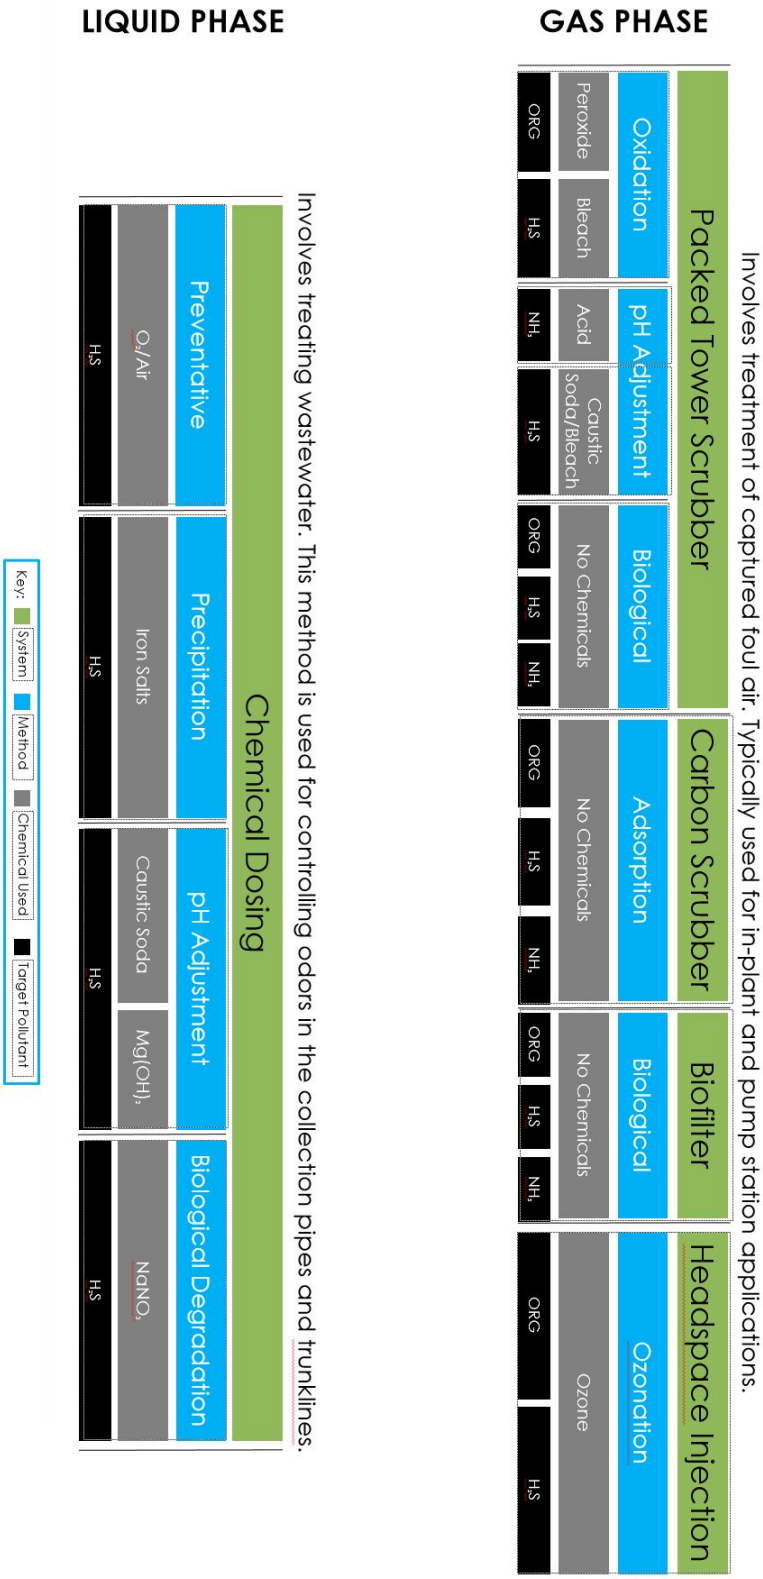 GAS PHASE
Involves treatment of captured foul air. Typically used for in-plant and pump station applications.
Packed Tower Scrubber
Carbon Scrubber
Biofilter
Headspace Injection
Oxidation
pH Adjustment
Biological
Adsorption
Biological
Ozonation
Peroxide
Bleach
Acid
Caustic
Soda/Bleach
No Chemicals
No Chemicals
No Chemicals
Ozone
ORG
H₂S
NH₃
H₂S
ORG
H₂S
NH₃
ORG
H₂S
NH₃
ORG
H₂S
NH₃
ORG
H₂S
LIQUID PHASE
Involves treating wastewater. This method is used for controlling odors in the collection pipes and trunklines.
Chemical Dosing
Preventative
Precipitation
pH Adjustment
Biological Degradation
O₂/Air
Iron Salts
Caustic Soda
Mg(OH)₂
NaNO₃
H₂S
H₂S
H₂S
H₂S
Key: System Method Chemical Used Target Pollutant